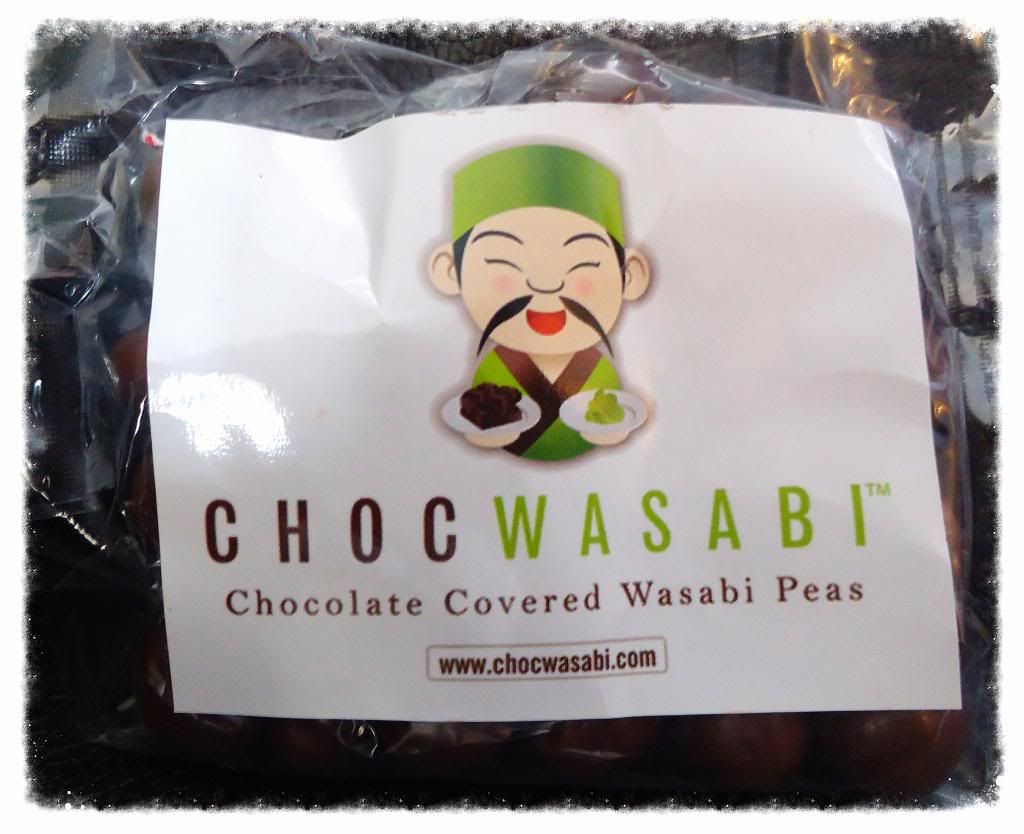 CHOCWASABI™
Chocolate Covered Wasabi Peas
www.chocwasabi.com